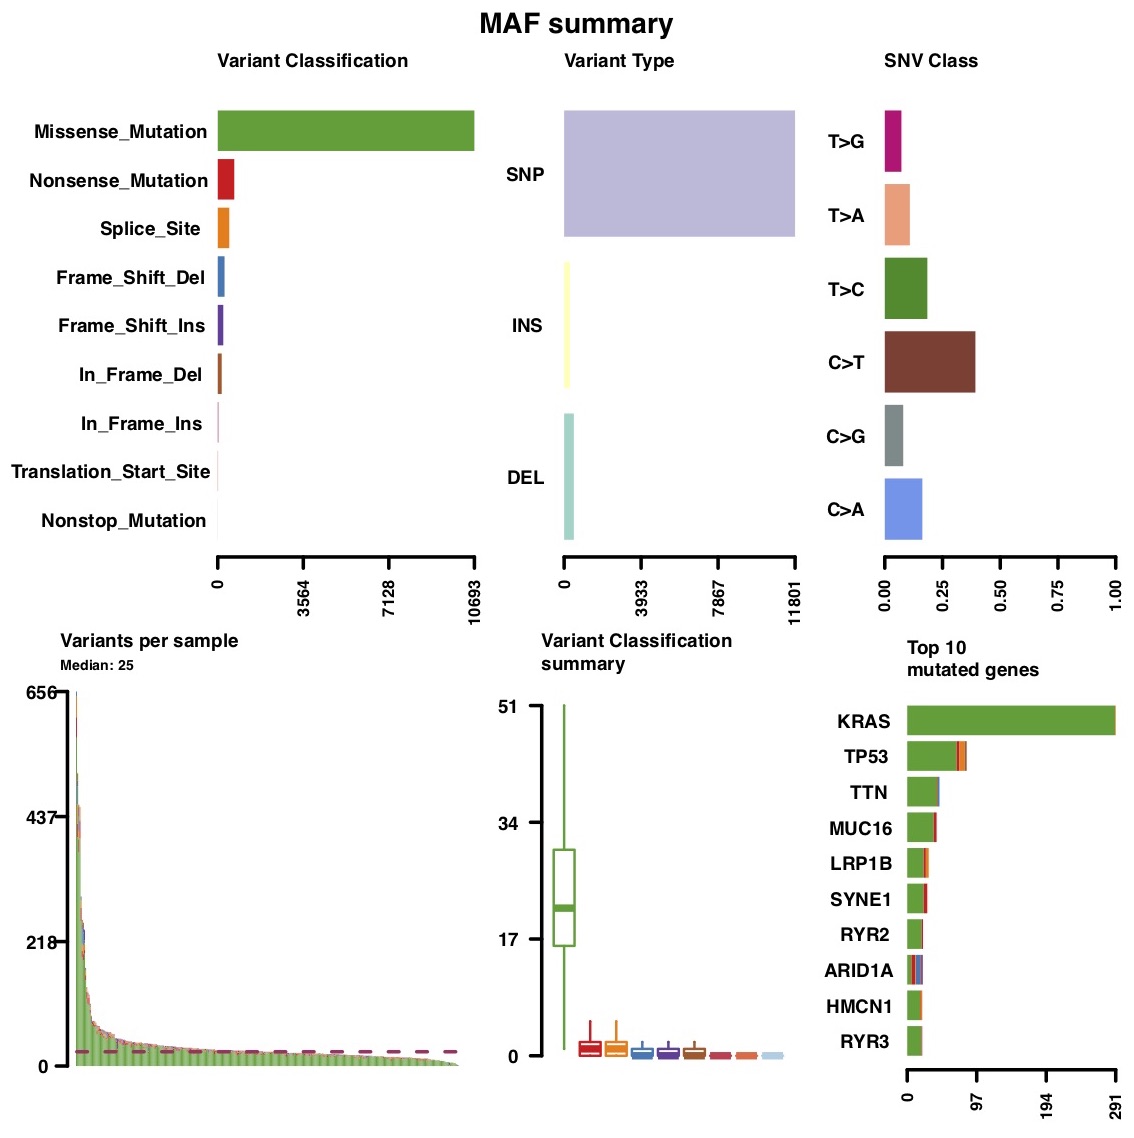 MAF summary
Variant Classification
Missense_Mutation
Nonsense_Mutation
Splice_Site
Frame_Shift_Del
Frame_Shift_Ins
In_Frame_Del
In_Frame_Ins
Translation_Start_Site
Nonstop_Mutation
0
3564
7128
10693
Variant Type
SNP
INS
DEL
0
3933
7867
11801
SNV Class
T>G
T>A
T>C
C>T
C>G
C>A
0.00
0.25
0.50
0.75
1.00
Variants per sample
Median: 25
656
437
218
0
Variant Classification
summary
51
34
17
0
Top 10
mutated genes
KRAS
TP53
TTN
MUC16
LRP1B
SYNE1
RYR2
ARID1A
HMCN1
RYR3
0
97
194
291